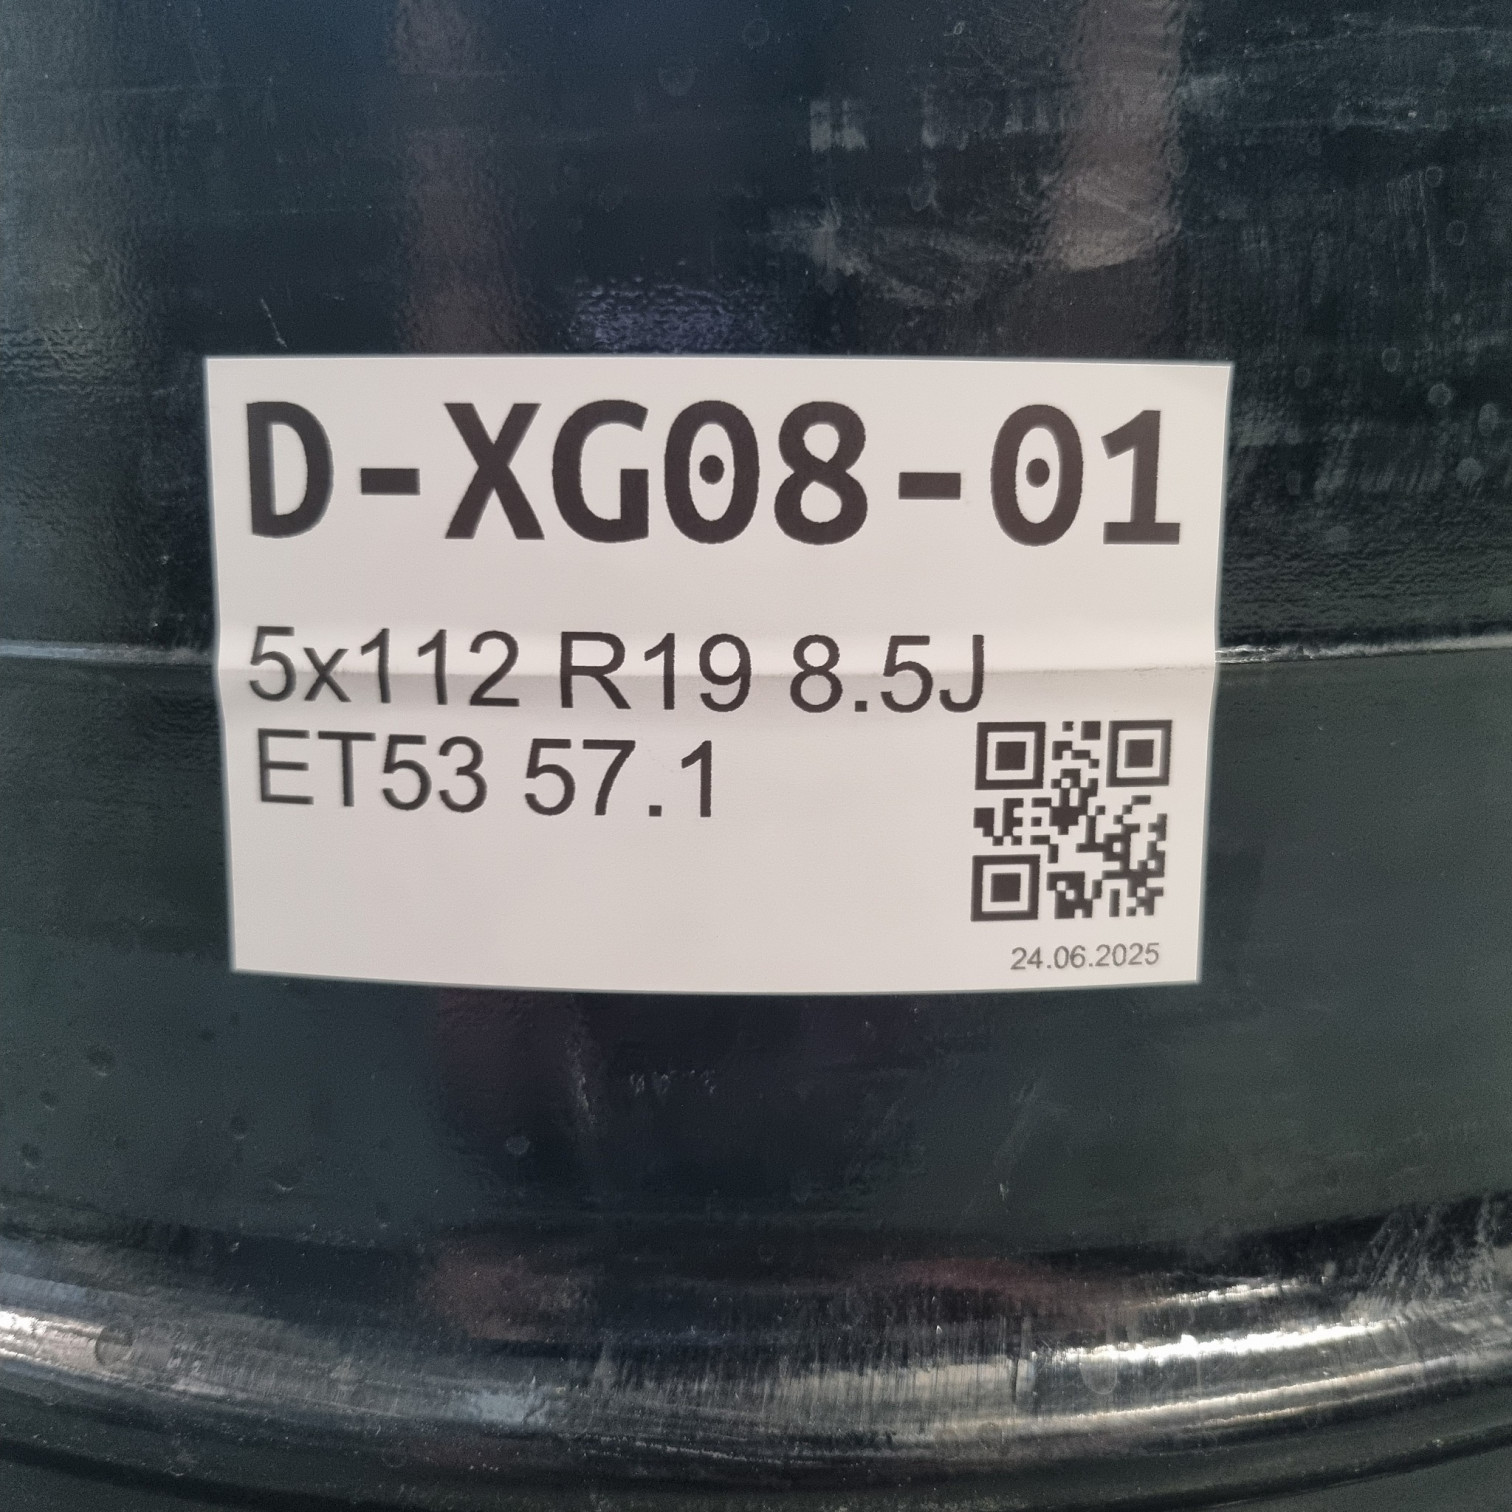 D-XG08-01
5x112 R19 8.5J
ET53 57.1
24.06.2025